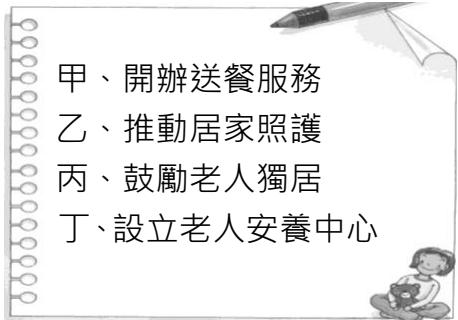 甲、開辦送餐服務
乙、推動居家照護
丙、鼓勵老人獨居
丁、設立老人安養中心